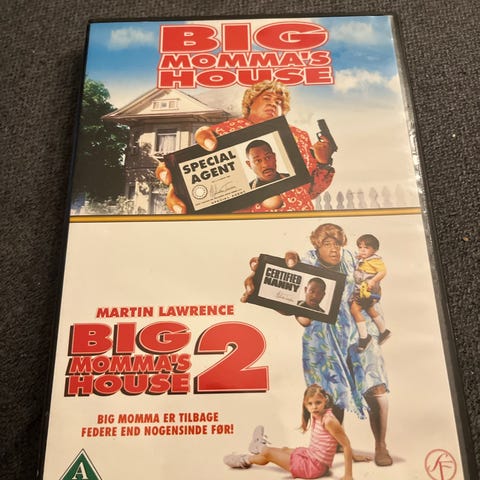 BIG
MOMMA'S
HOUSE
SPECIAL
AGENT
CERTIFIED
NANNY
MARTIN LAWRENCE
BIG
MOMMA'S
HOUSE 2
BIG MOMMA ER TILBAGE
FEDERE END NOGENSINDE FØR!
A
SF